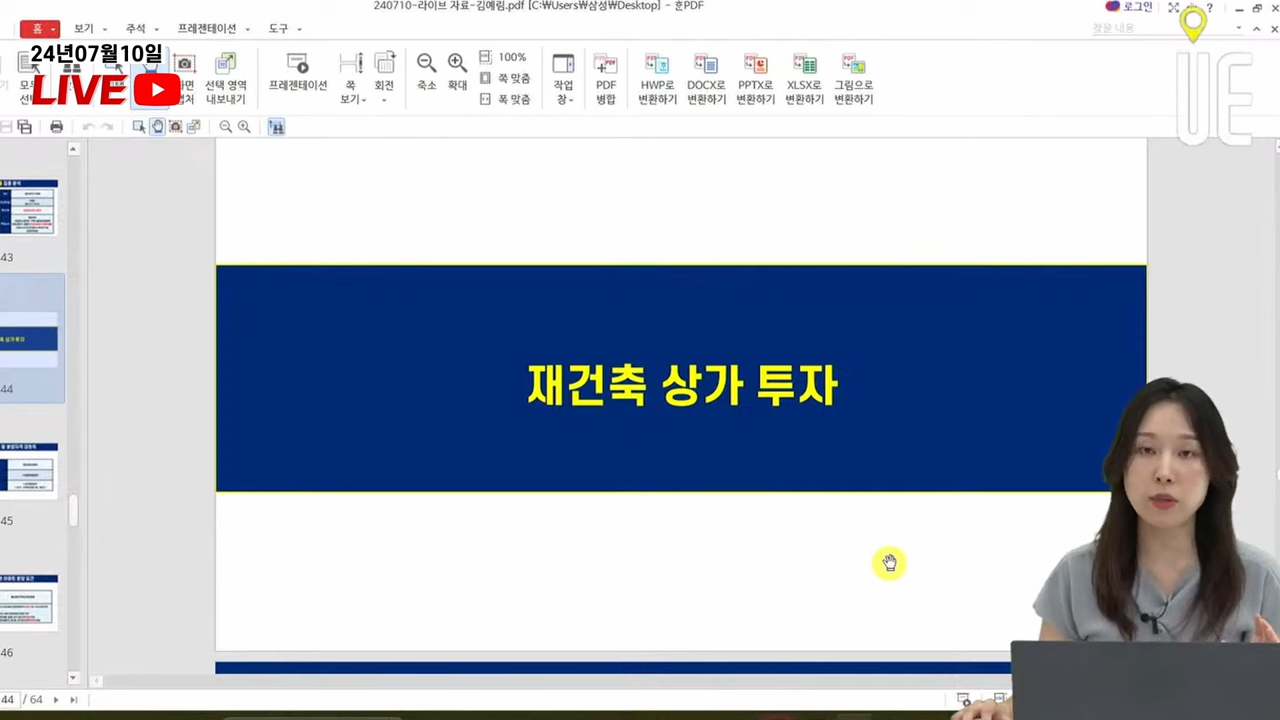 240710-라이브 자료-김예림.pdf [C:₩Users₩삼성₩Desktop] - 훈PDF
로그인
홈 보기 주석 프레젠테이션 도구
찾을 내용
24년07월10일
LIVE
UE
선택 영역
내보내기
프레젠테이션
쪽
보기
회전
축소
확대
100%
쪽 맞춤
폭 맞춤
작업
창
PDF
병합
HWP로
변환하기
DOCX로
변환하기
PPTX로
변환하기
XLSX로
변환하기
그림으로
변환하기
43
44
45
46
재건축 상가 투자
44 / 64